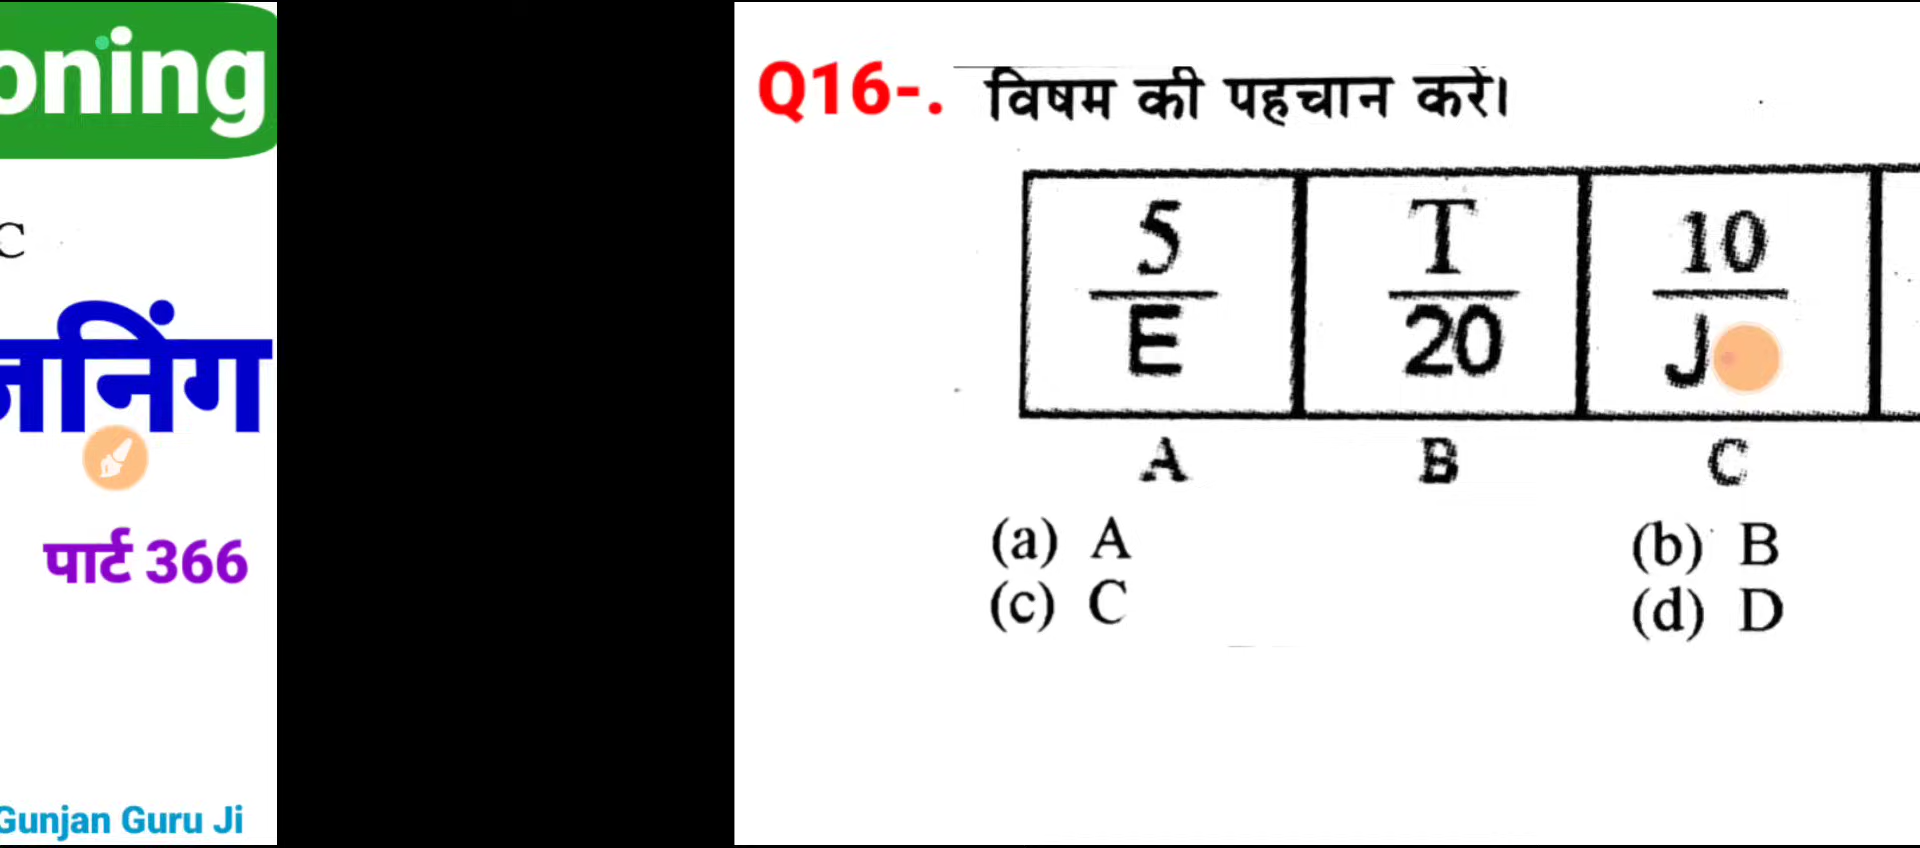 oning
C
जनिंग
पार्ट 366
Gunjan Guru Ji
Q16-. विषम की पहचान करें।
5 T 10
E 20 J
A B C
(a) A (b) B
(c) C (d) D